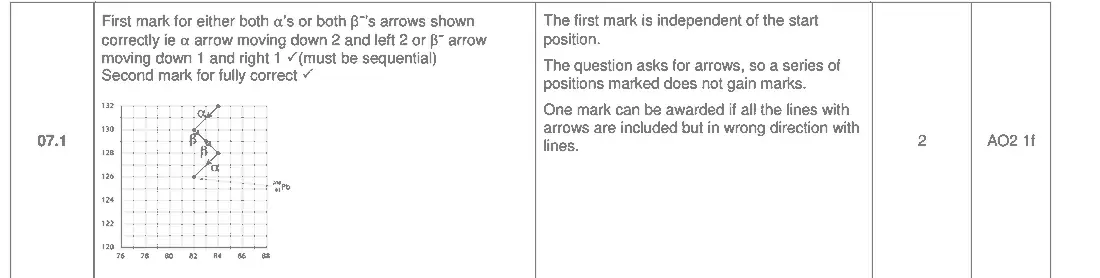 07.1
First mark for either both α's or both β⁻'s arrows shown
correctly ie α arrow moving down 2 and left 2 or β⁻ arrow
moving down 1 and right 1 ✓(must be sequential)
Second mark for fully correct ✓
132
130
128
126
124
122
120
76 78 80 82 84 86 88
α
β
β
α
Pb
The first mark is independent of the start
position.
The question asks for arrows, so a series of
positions marked does not gain marks.
One mark can be awarded if all the lines with
arrows are included but in wrong direction with
lines.
2
AO2 1f